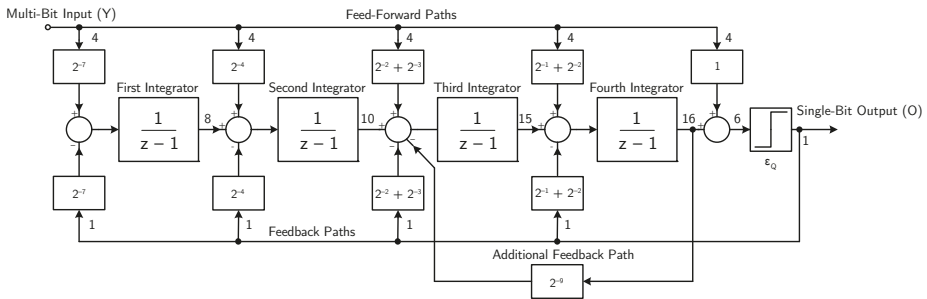 Multi-Bit Input (Y)
Feed-Forward Paths
4 4 4 4 4
2⁻⁷ 2⁻⁴ 2⁻² + 2⁻³ 2⁻¹ + 2⁻² 1
First Integrator Second Integrator Third Integrator Fourth Integrator
Single-Bit Output (O)
+ + + + +
1 8 + 1 10 + 1 15 + 1 16 + 6
z − 1 z − 1 z − 1 z − 1
- - - - -
1
ε_Q
2⁻⁷ 2⁻⁴ 2⁻² + 2⁻³ 2⁻¹ + 2⁻²
1 1 1 1
Feedback Paths
Additional Feedback Path
2⁻⁹